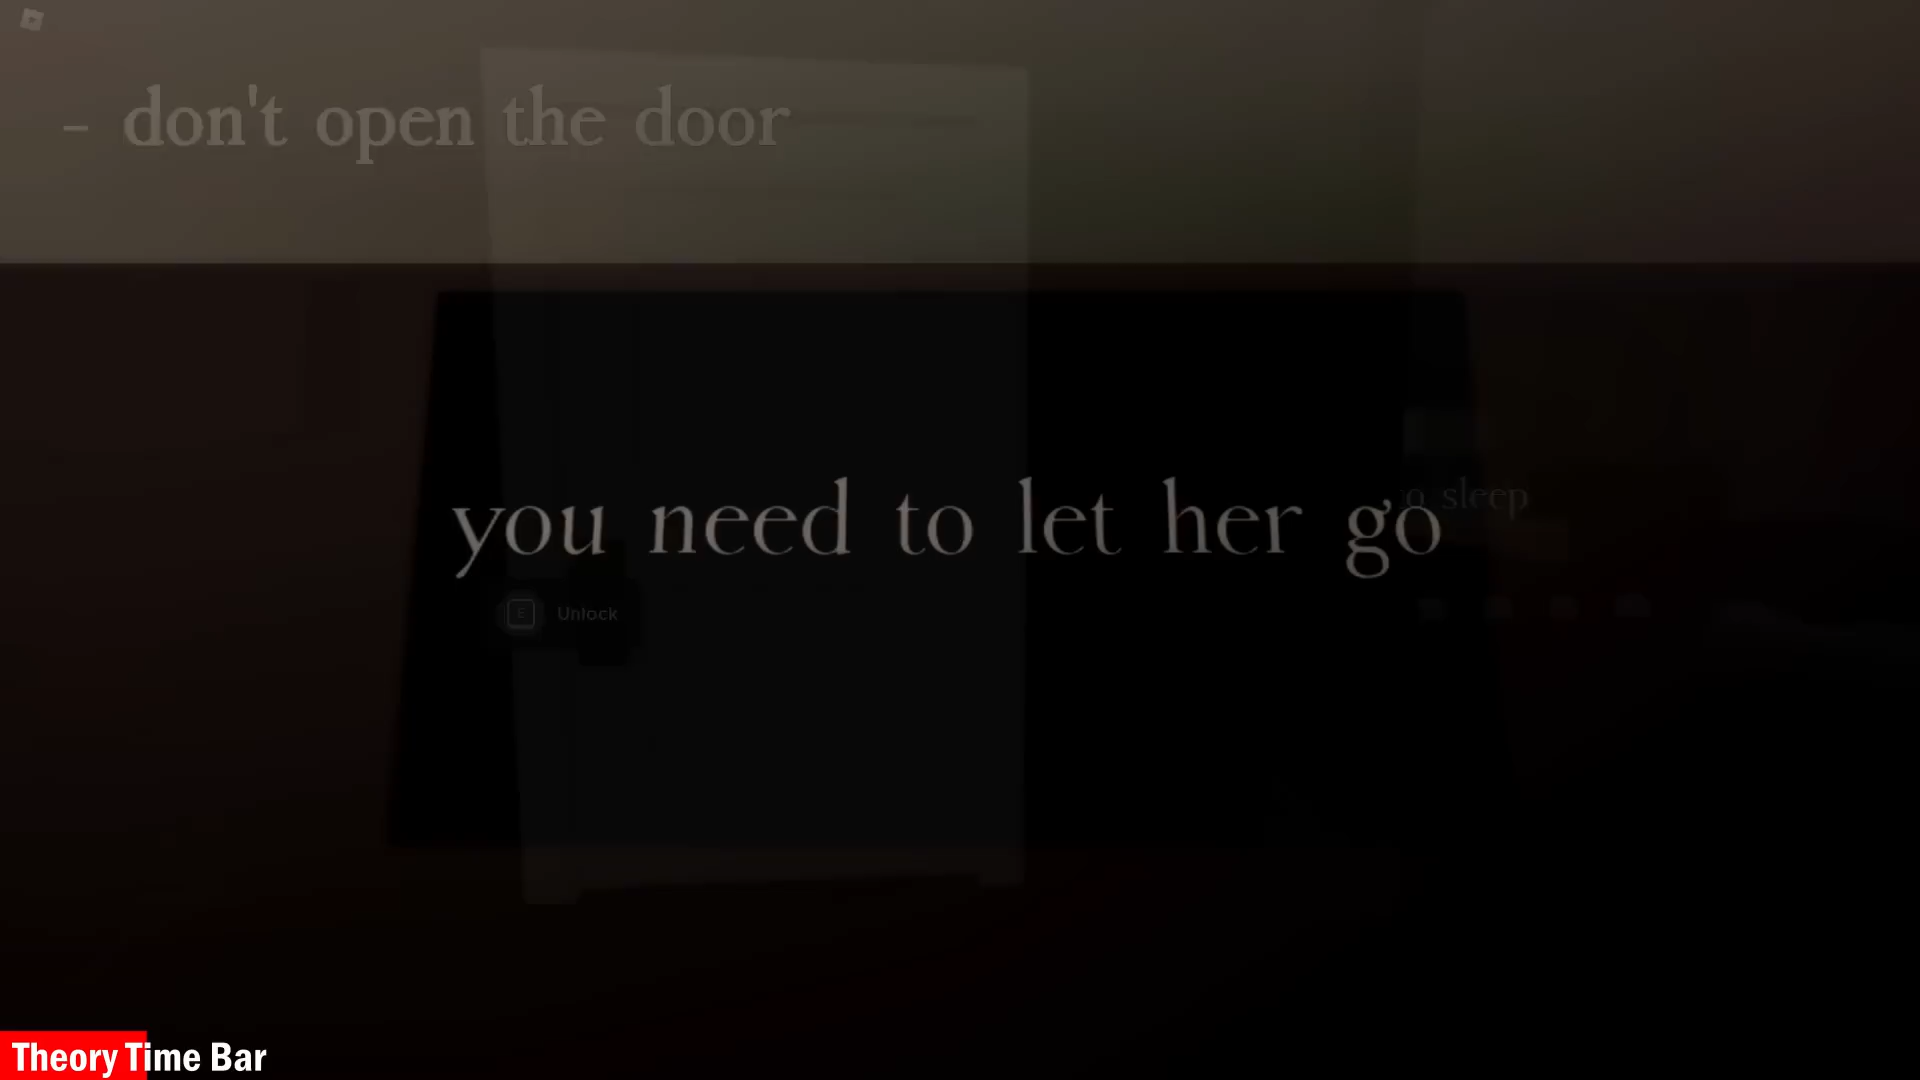 - don't open the door
you need to let her go
sleep
E Unlock
Theory Time Bar